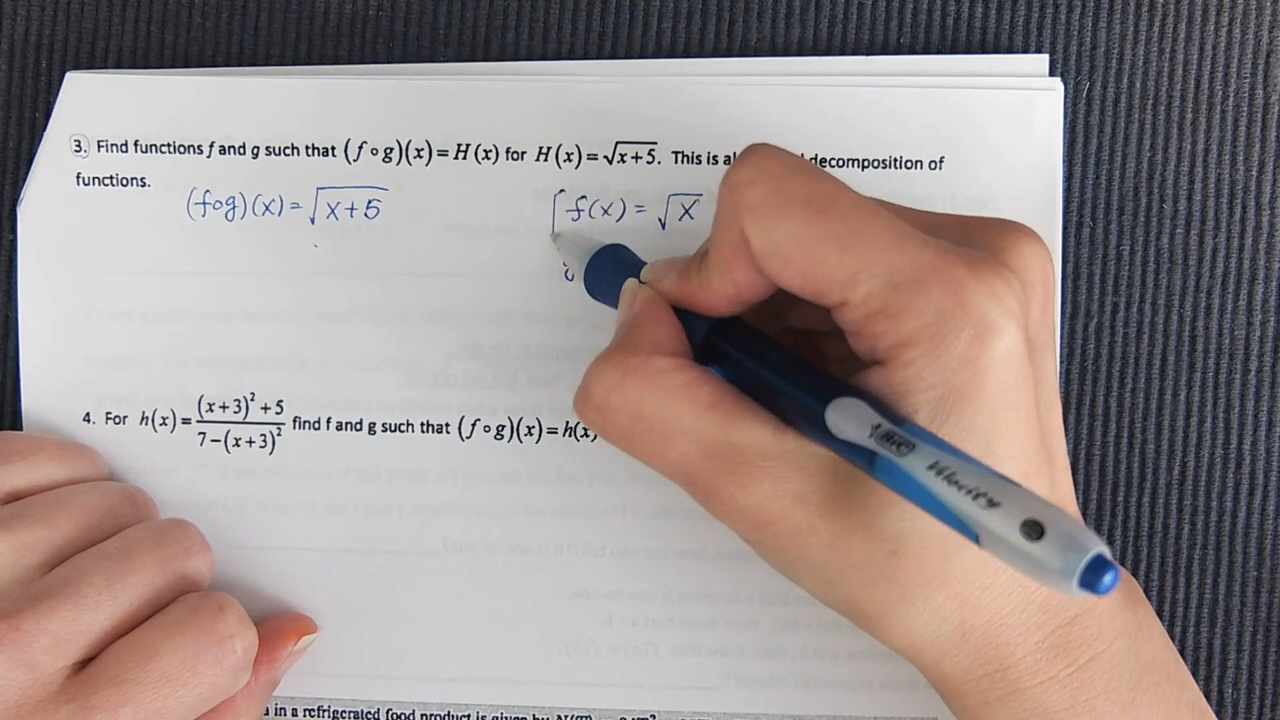 3. Find functions f and g such that (f∘g)(x)=H(x) for H(x)=√x+5. This is decomposition of
functions.
(f∘g)(x)=√x+5
f(x)=√x
4. For h(x)=(x+3)²+5/7-(x+3)² find f and g such that (f∘g)(x)=h(x)
BIC Velocity
in a refrigerated food product is given by